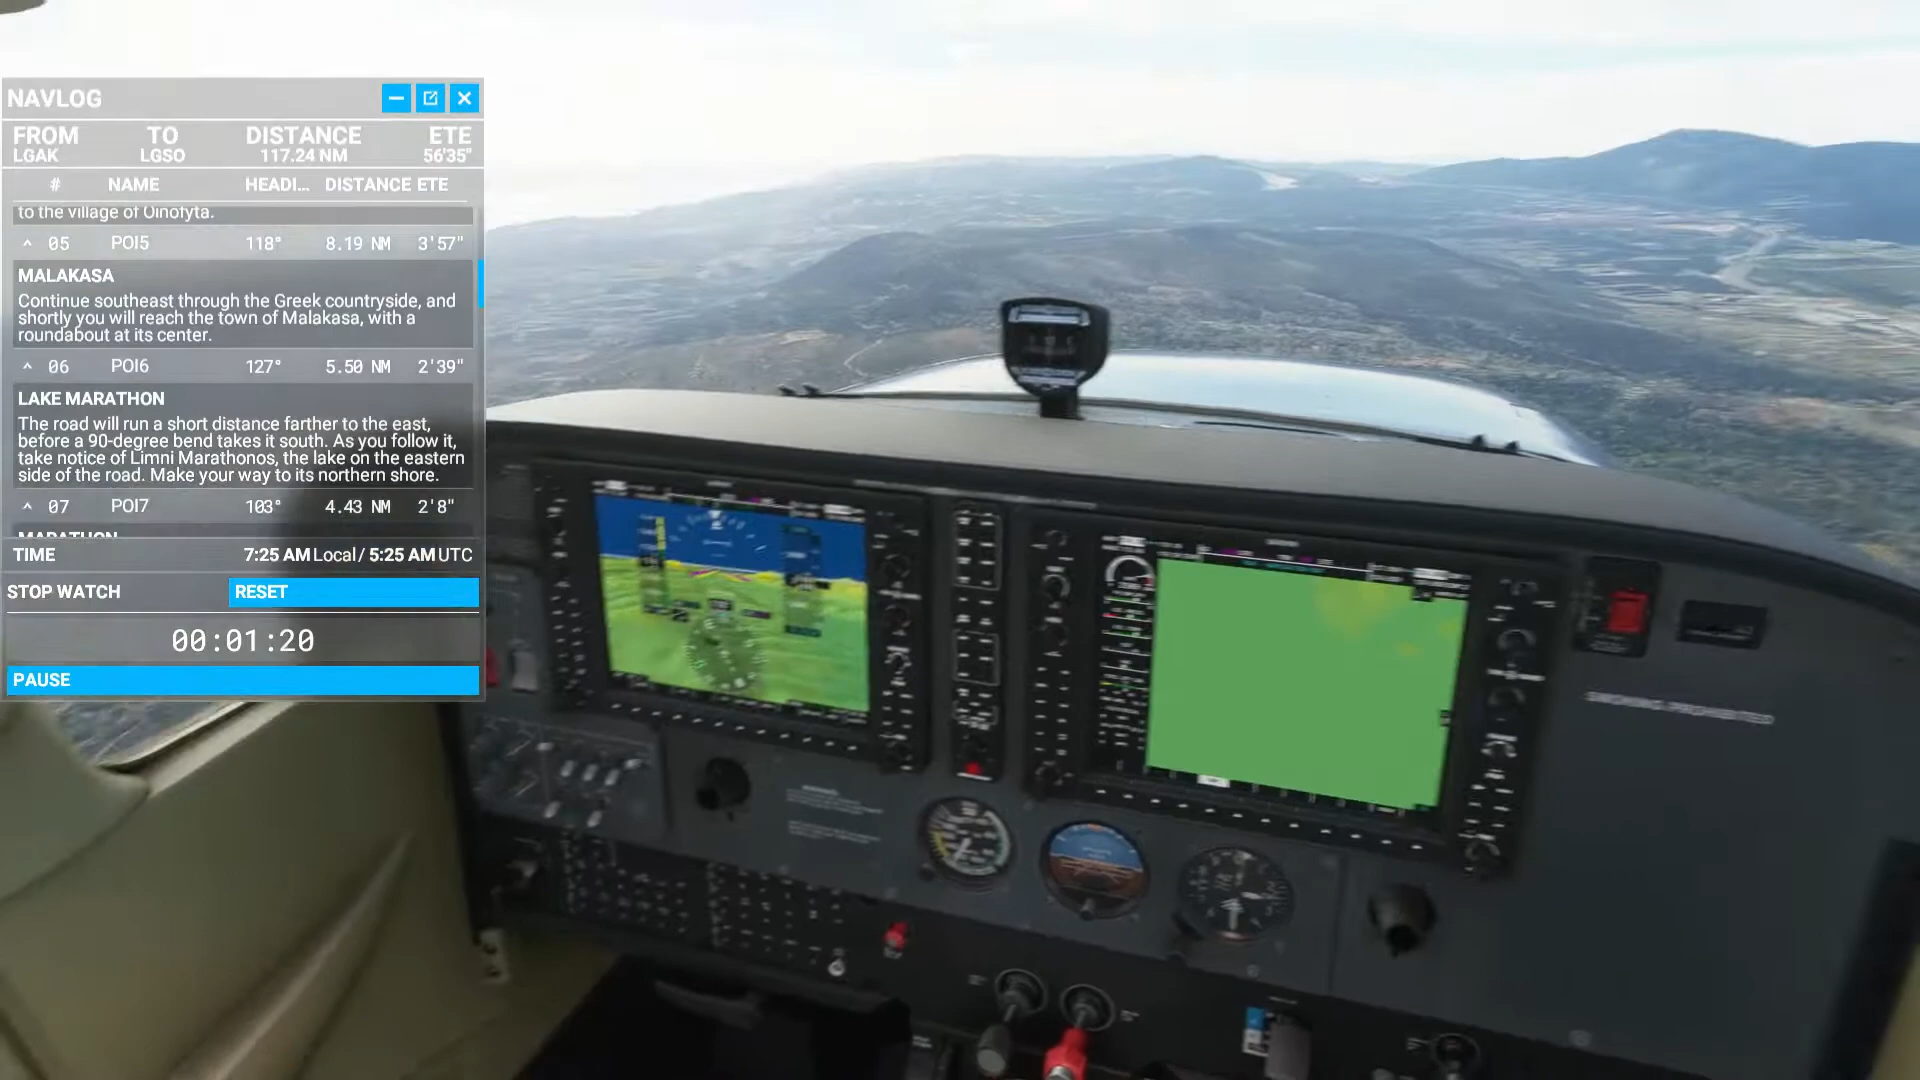 NAVLOG
FROM TO DISTANCE ETE
LGAK LGSO 117.24 NM 56'35"
# NAME HEADI... DISTANCE ETE
to the village of Oinofyta.
05 POI5 118° 8.19 NM 3'57"
MALAKASA
Continue southeast through the Greek countryside, and
shortly you will reach the town of Malakasa, with a
roundabout at its center.
06 POI6 127° 5.50 NM 2'39"
LAKE MARATHON
The road will run a short distance farther to the east,
before a 90-degree bend takes it south. As you follow it,
take notice of Limni Marathonos, the lake on the eastern
side of the road. Make your way to its northern shore.
07 POI7 103° 4.43 NM 2'8"
MARATHON
TIME 7:25 AM Local / 5:25 AM UTC
STOP WATCH RESET
00:01:20
PAUSE
SMOKING PROHIBITED